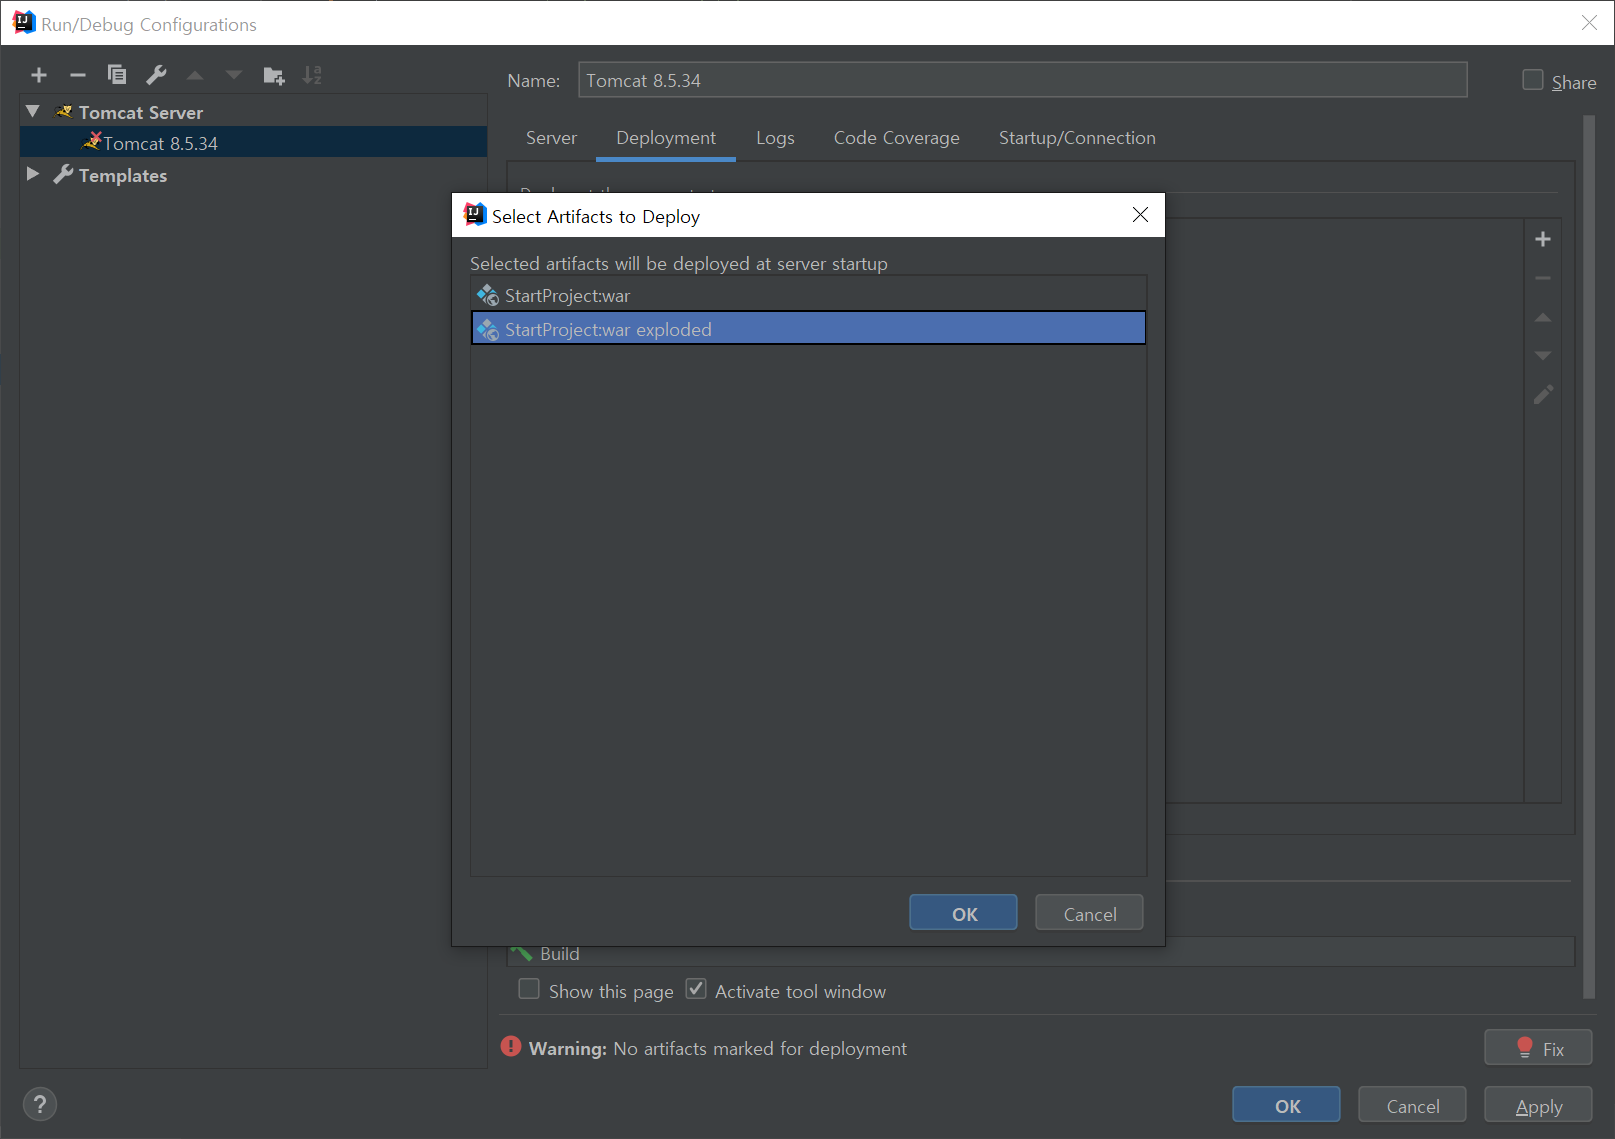 Run/Debug Configurations
Name: Tomcat 8.5.34
Share
Tomcat Server
Tomcat 8.5.34
Templates
Server Deployment Logs Code Coverage Startup/Connection
Select Artifacts to Deploy
Selected artifacts will be deployed at server startup
StartProject:war
StartProject:war exploded
OK Cancel
Build
Show this page Activate tool window
Warning: No artifacts marked for deployment
Fix
?
OK Cancel Apply